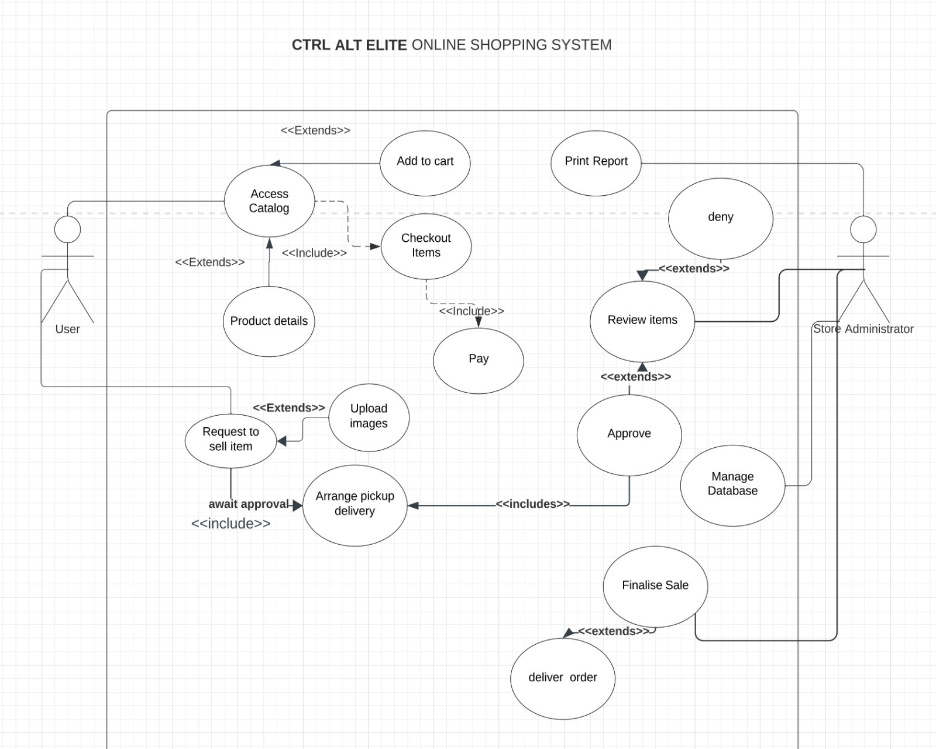 CTRL ALT ELITE ONLINE SHOPPING SYSTEM
<<Extends>>
Add to cart
Print Report
Access
Catalog
deny
Checkout
Items
<<Extends>>
<<Include>>
<<extends>>
Product details
<<Include>>
Review items
User
Store Administrator
Pay
<<extends>>
<<Extends>>
Upload
images
Request to
sell item
Approve
Manage
Database
await approval
Arrange pickup
delivery
<<includes>>
<<include>>
Finalise Sale
<<extends>>
deliver order